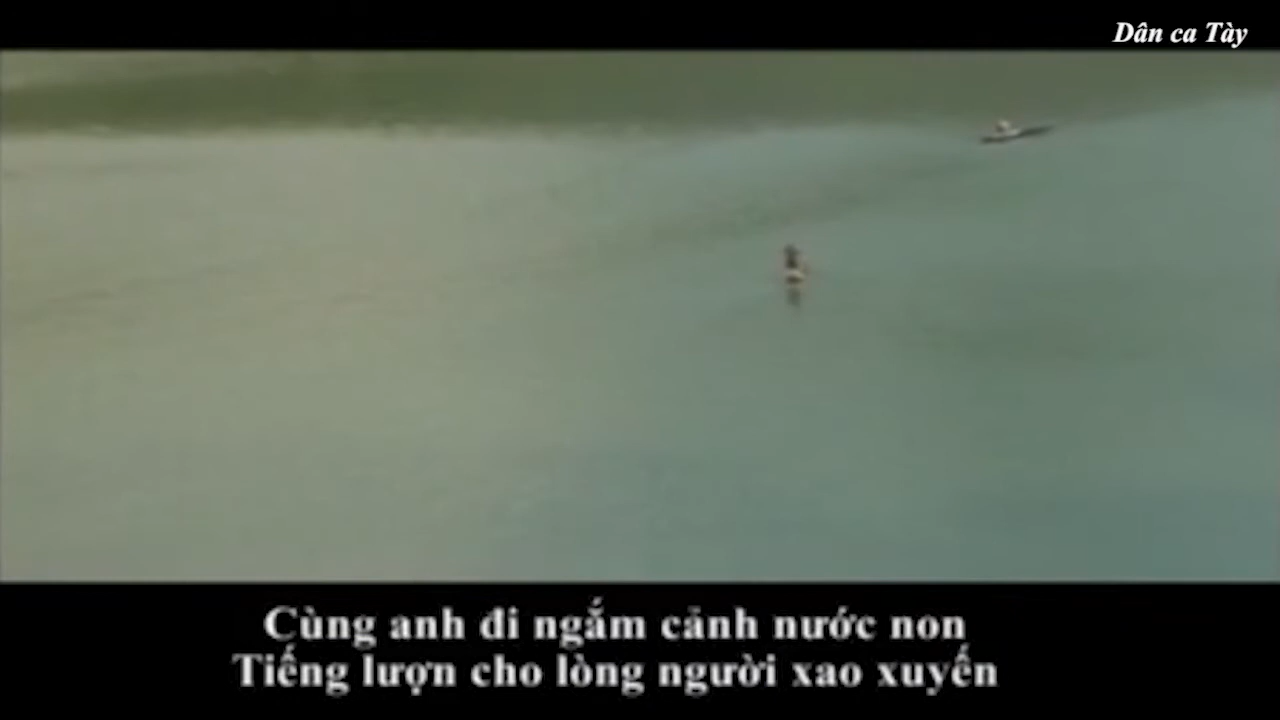 Dân ca Tày
Cùng anh đi ngắm cảnh nước non
Tiếng lượn cho lòng người xao xuyến